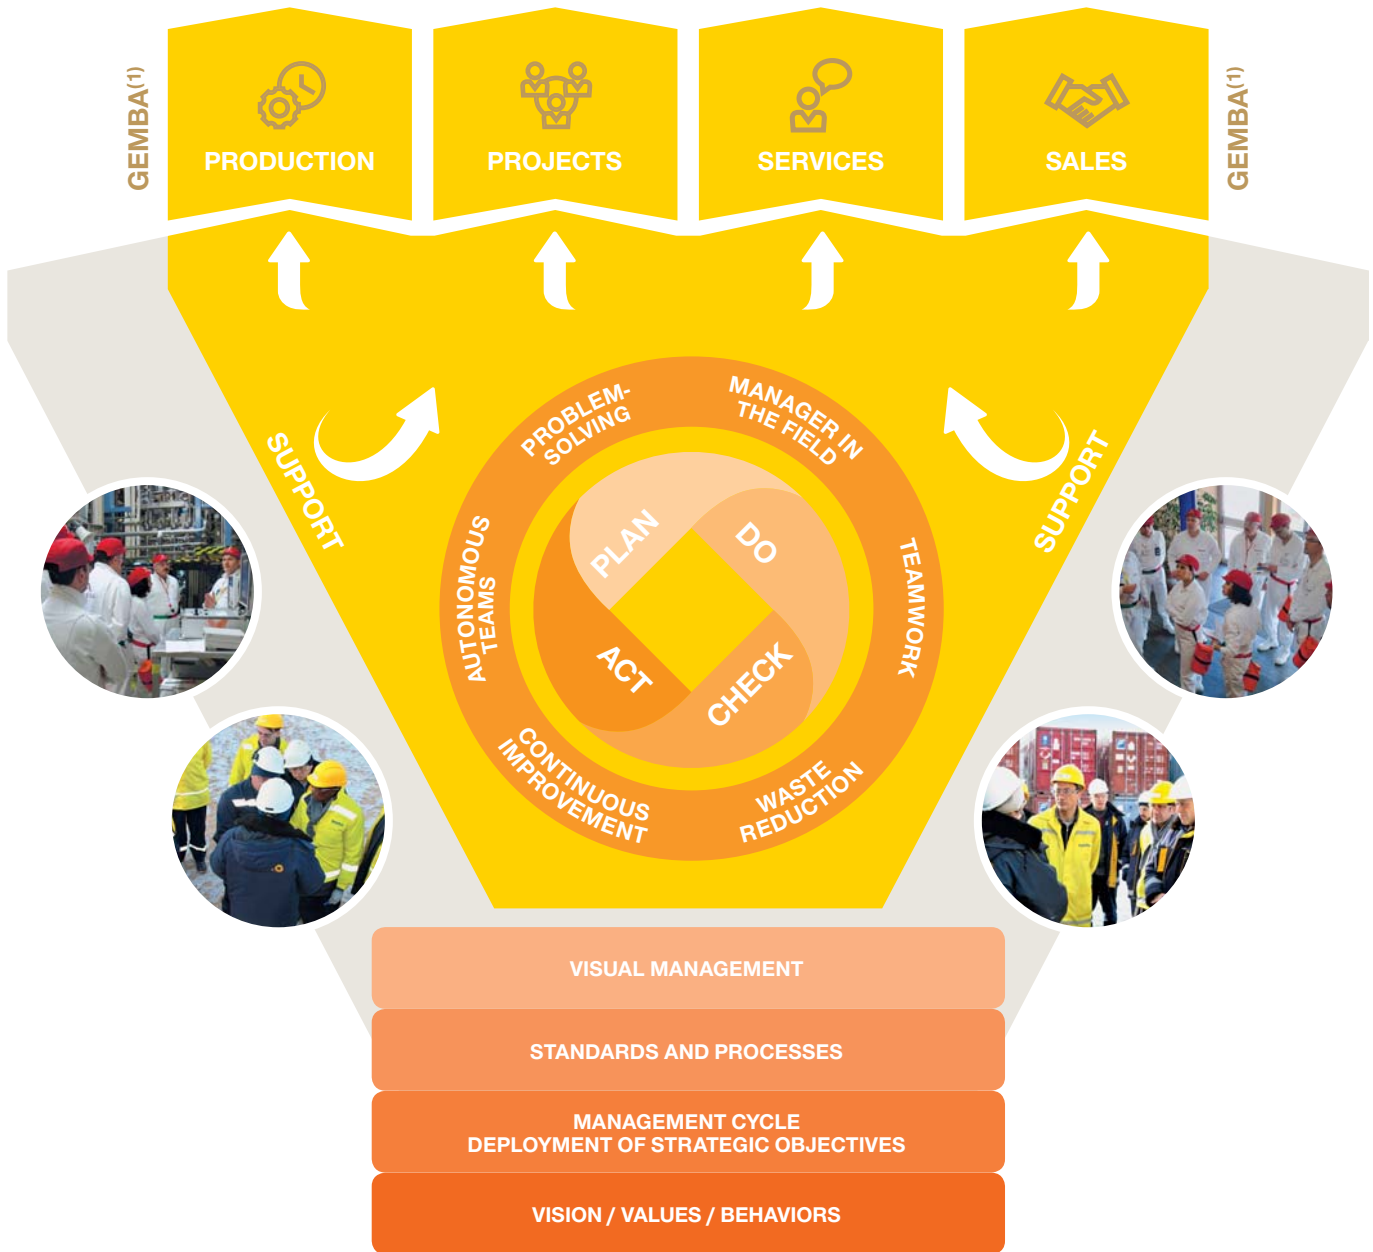 GEMBA(1)
PRODUCTION
PROJECTS
SERVICES
SALES
GEMBA(1)
SUPPORT
SUPPORT
PROBLEM-
SOLVING
MANAGER IN
THE FIELD
TEAMWORK
WASTE
REDUCTION
CONTINUOUS
IMPROVEMENT
AUTONOMOUS
TEAMS
PLAN
DO
CHECK
ACT
VISUAL MANAGEMENT
STANDARDS AND PROCESSES
MANAGEMENT CYCLE
DEPLOYMENT OF STRATEGIC OBJECTIVES
VISION / VALUES / BEHAVIORS